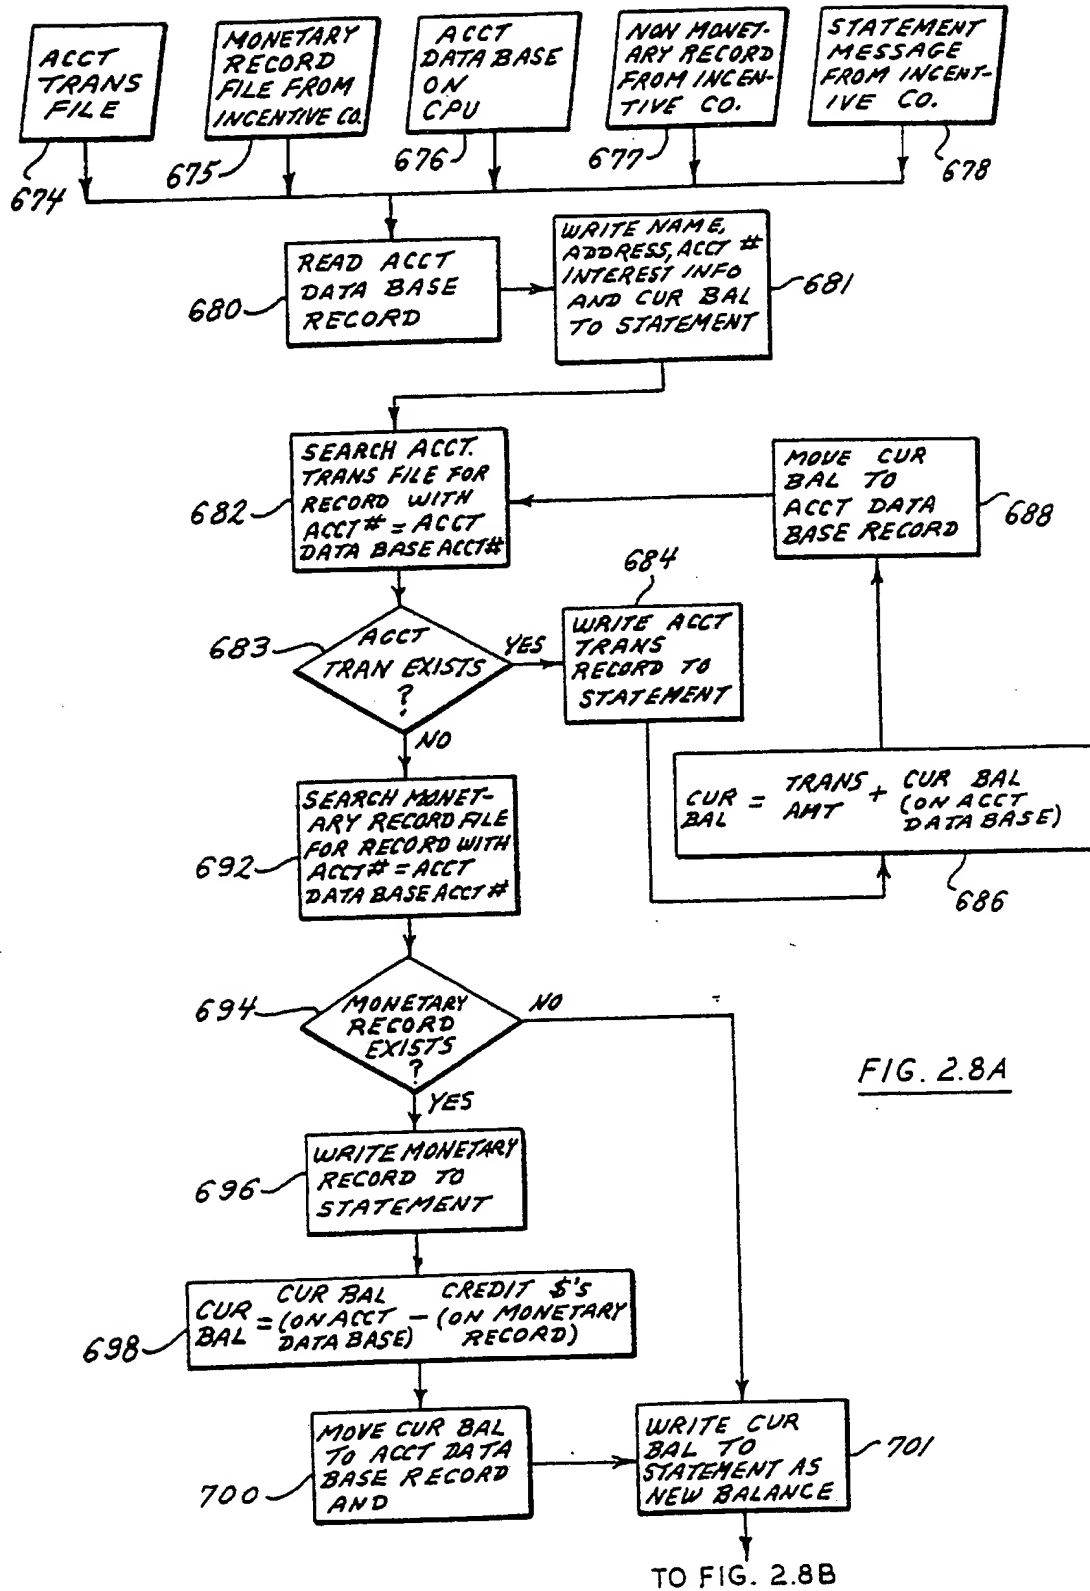 ACCT
TRANS
FILE
674
MONETARY
RECORD
FILE FROM
INCENTIVE CO.
675
ACCT
DATA BASE
ON
CPU
676
NON MONET-
ARY RECORD
FROM INCEN-
TIVE CO.
677
STATEMENT
MESSAGE
FROM INCENT-
IVE CO.
678
READ ACCT
DATA BASE
RECORD
680
WRITE NAME,
ADDRESS, ACCT #
INTEREST INFO
AND CUR BAL
TO STATEMENT
681
SEARCH ACCT.
TRANS FILE FOR
RECORD WITH
ACCT # = ACCT
DATA BASE ACCT#
682
MOVE CUR
BAL TO
ACCT DATA
BASE RECORD
688
ACCT
TRAN EXISTS
?
683
YES
NO
684
WRITE ACCT
TRANS
RECORD TO
STATEMENT
CUR BAL = TRANS AMT + CUR BAL
(ON ACCT
DATA BASE)
686
SEARCH MONET-
ARY RECORD FILE
FOR RECORD WITH
ACCT# = ACCT
DATA BASE ACCT #
692
MONETARY
RECORD
EXISTS
?
694
NO
YES
FIG. 2.8A
WRITE MONETARY
RECORD TO
STATEMENT
696
CUR BAL CREDIT $'S
CUR BAL = (ON ACCT - (ON MONETARY
DATA BASE) RECORD)
698
MOVE CUR BAL
TO ACCT DATA
BASE RECORD
AND
700
WRITE CUR
BAL TO
STATEMENT AS
NEW BALANCE
701
TO FIG. 2.8B